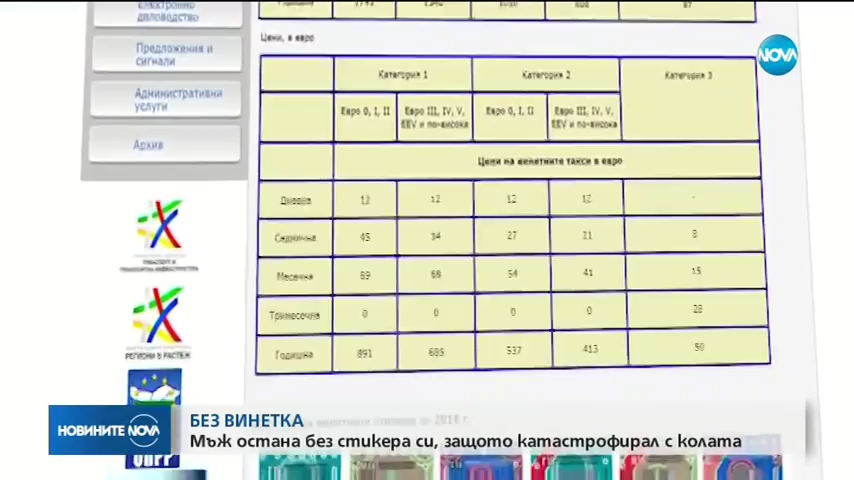 Електронно
деловодство
Предложения и
сигнали
Административни
услуги
Архив
Цени, в евро
Категория 1
Категория 2
Категория 3
Евро 0, I, II
Евро III, IV, V,
EEV и по-висока
Евро 0, I, II
Евро III, IV, V,
EEV и по-висока
Цени на винетните такси в евро
Дневна 12 12 12 12 -
Седмична 45 34 27 21 8
Месечна 89 69 54 41 15
Тримесечна 0 0 0 0 28
Годишна 891 685 537 413 50
РЕГИОНИ В РАСТЕЖ
NOVA
НОВИНИТЕ NOVA
БЕЗ ВИНЕТКА
Мъж остана без стикера си, защото катастрофирал с колата